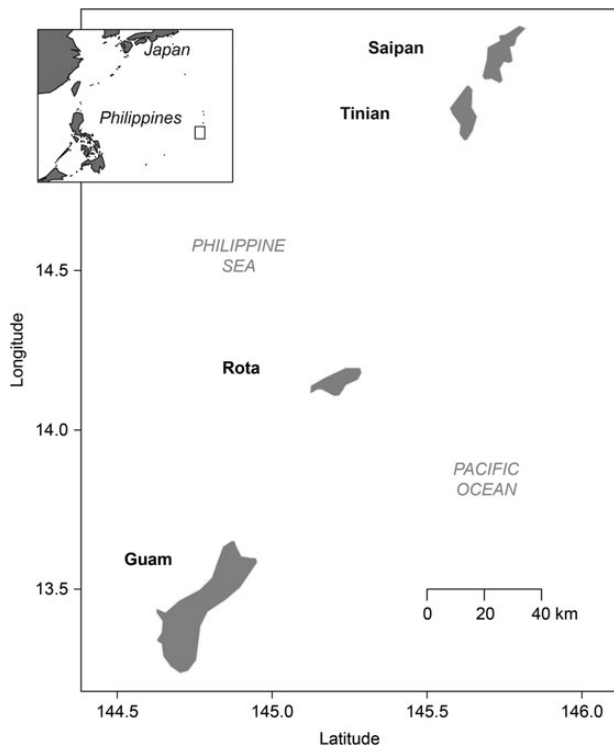 Japan
Philippines
Saipan
Tinian
PHILIPPINE
SEA
14.5
Longitude
Rota
14.0
PACIFIC
OCEAN
Guam
13.5
0 20 40 km
144.5 145.0 145.5 146.0
Latitude